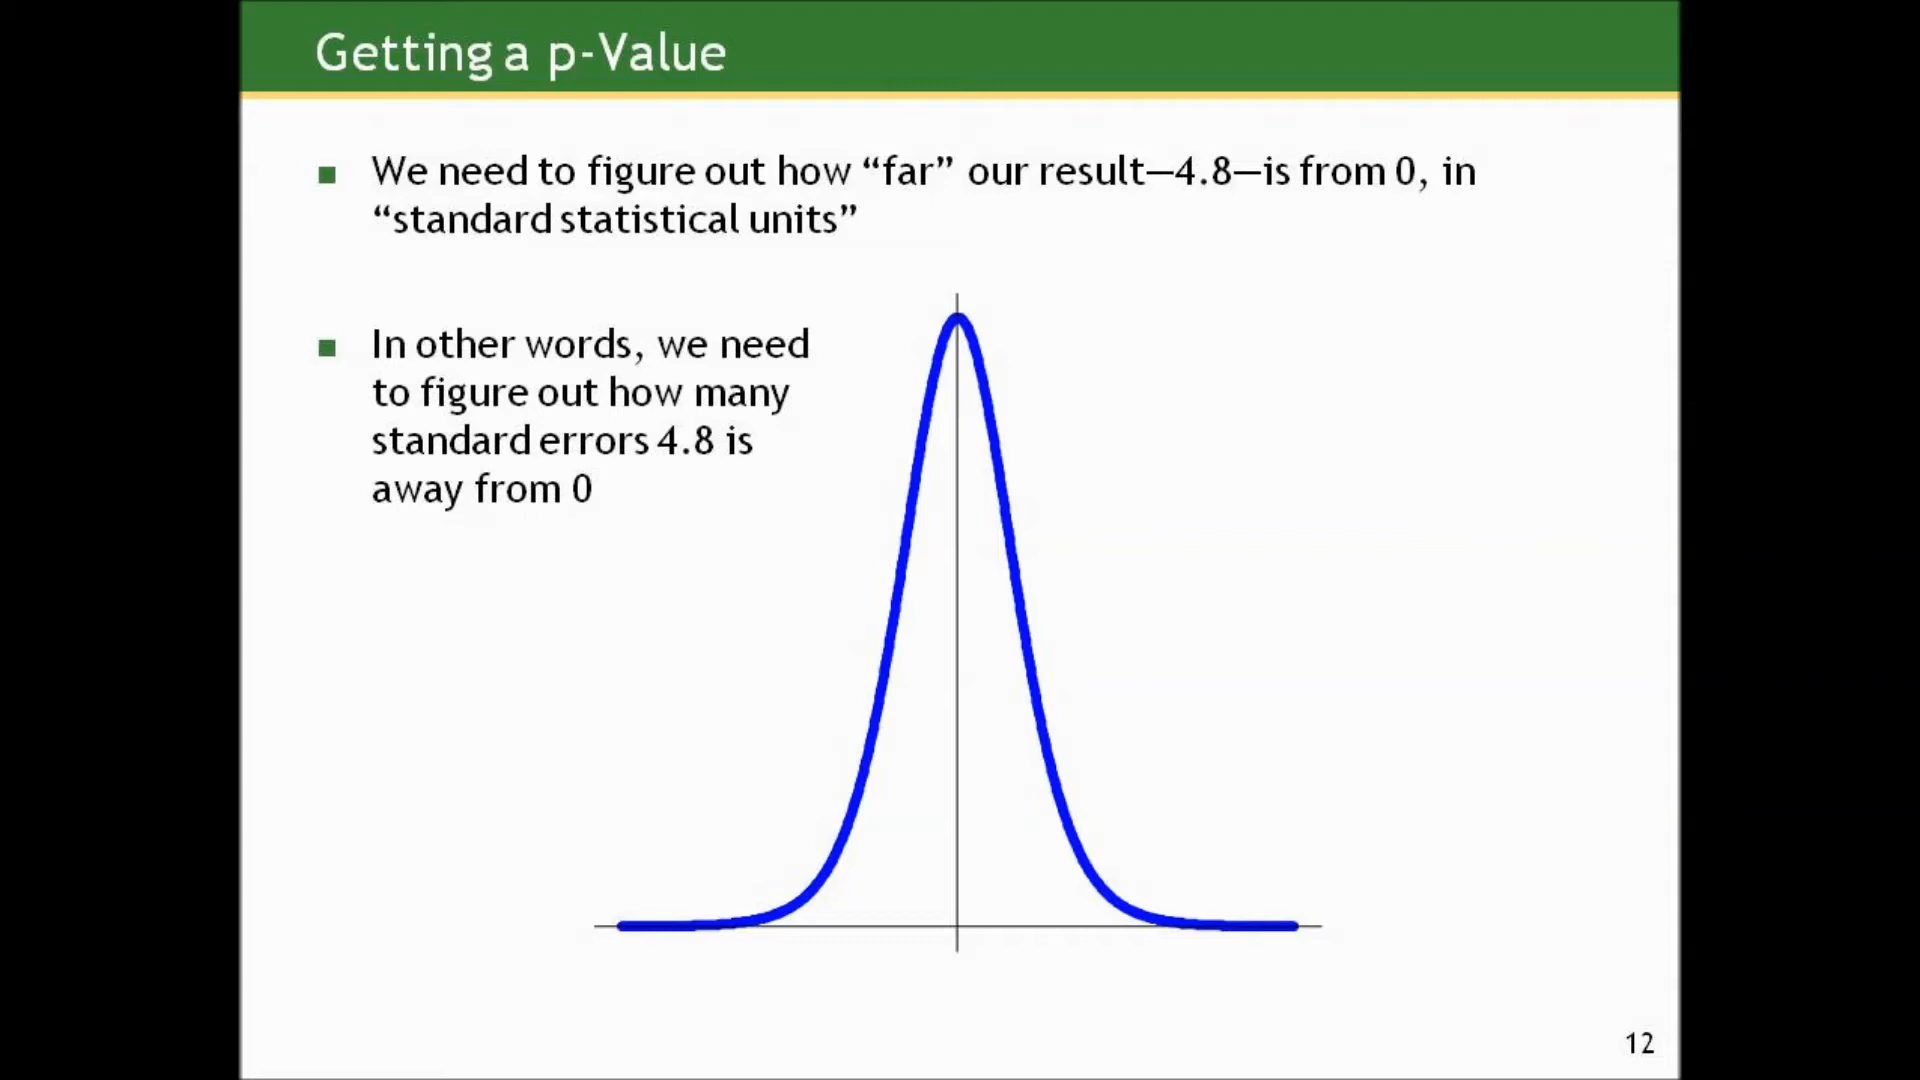 Getting a p-Value
We need to figure out how “far” our result—4.8—is from 0, in
“standard statistical units”
In other words, we need
to figure out how many
standard errors 4.8 is
away from 0
12